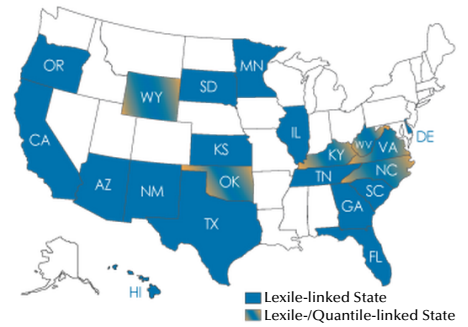 OR
MN
WY
SD
CA
IL
DE
KS
KY
WV
VA
AZ
NM
OK
TN
NC
SC
TX
GA
FL
HI
Lexile-linked State
Lexile-/Quantile-linked State